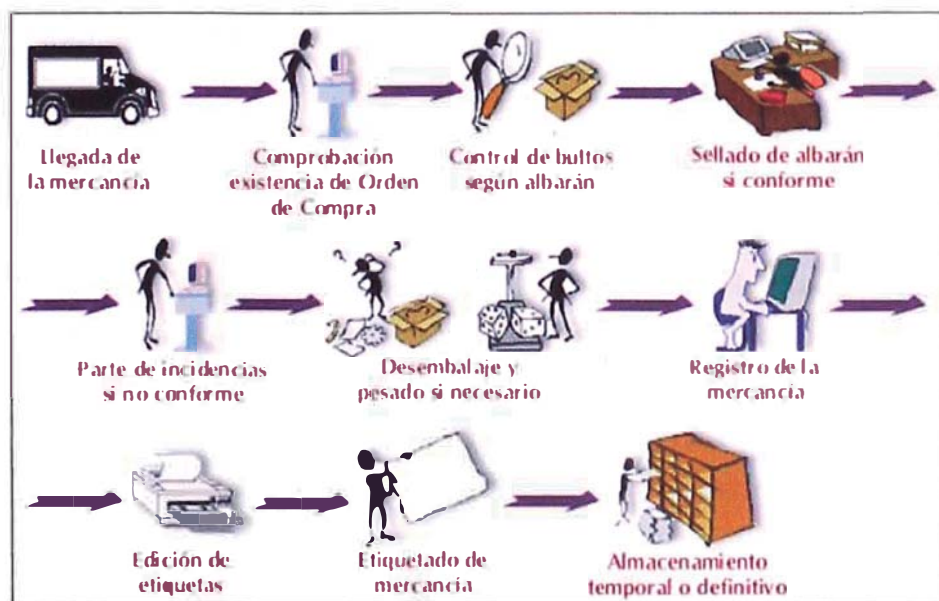 Llegada de
la mercancía
Comprobación
existencia de Orden
de Compra
Control de bultos
según albarán
Sellado de albarán
si conforme
Parte de incidencias
si no conforme
Desembalaje y
pesado si necesario
Registro de la
mercancía
Edición de
etiquetas
Etiquetado de
mercancía
Almacenamiento
temporal o definitivo